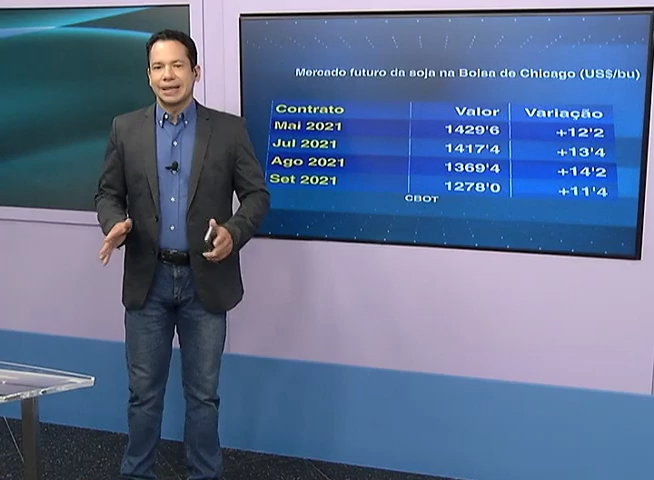 Mercado futuro da soja na Bolsa de Chicago (US$/bu)
Contrato Valor Variação
Mai 2021 1429'6 +12'2
Jul 2021 1417'4 +13'4
Ago 2021 1369'4 +14'2
Set 2021 1278'0 +11'4
CBOT